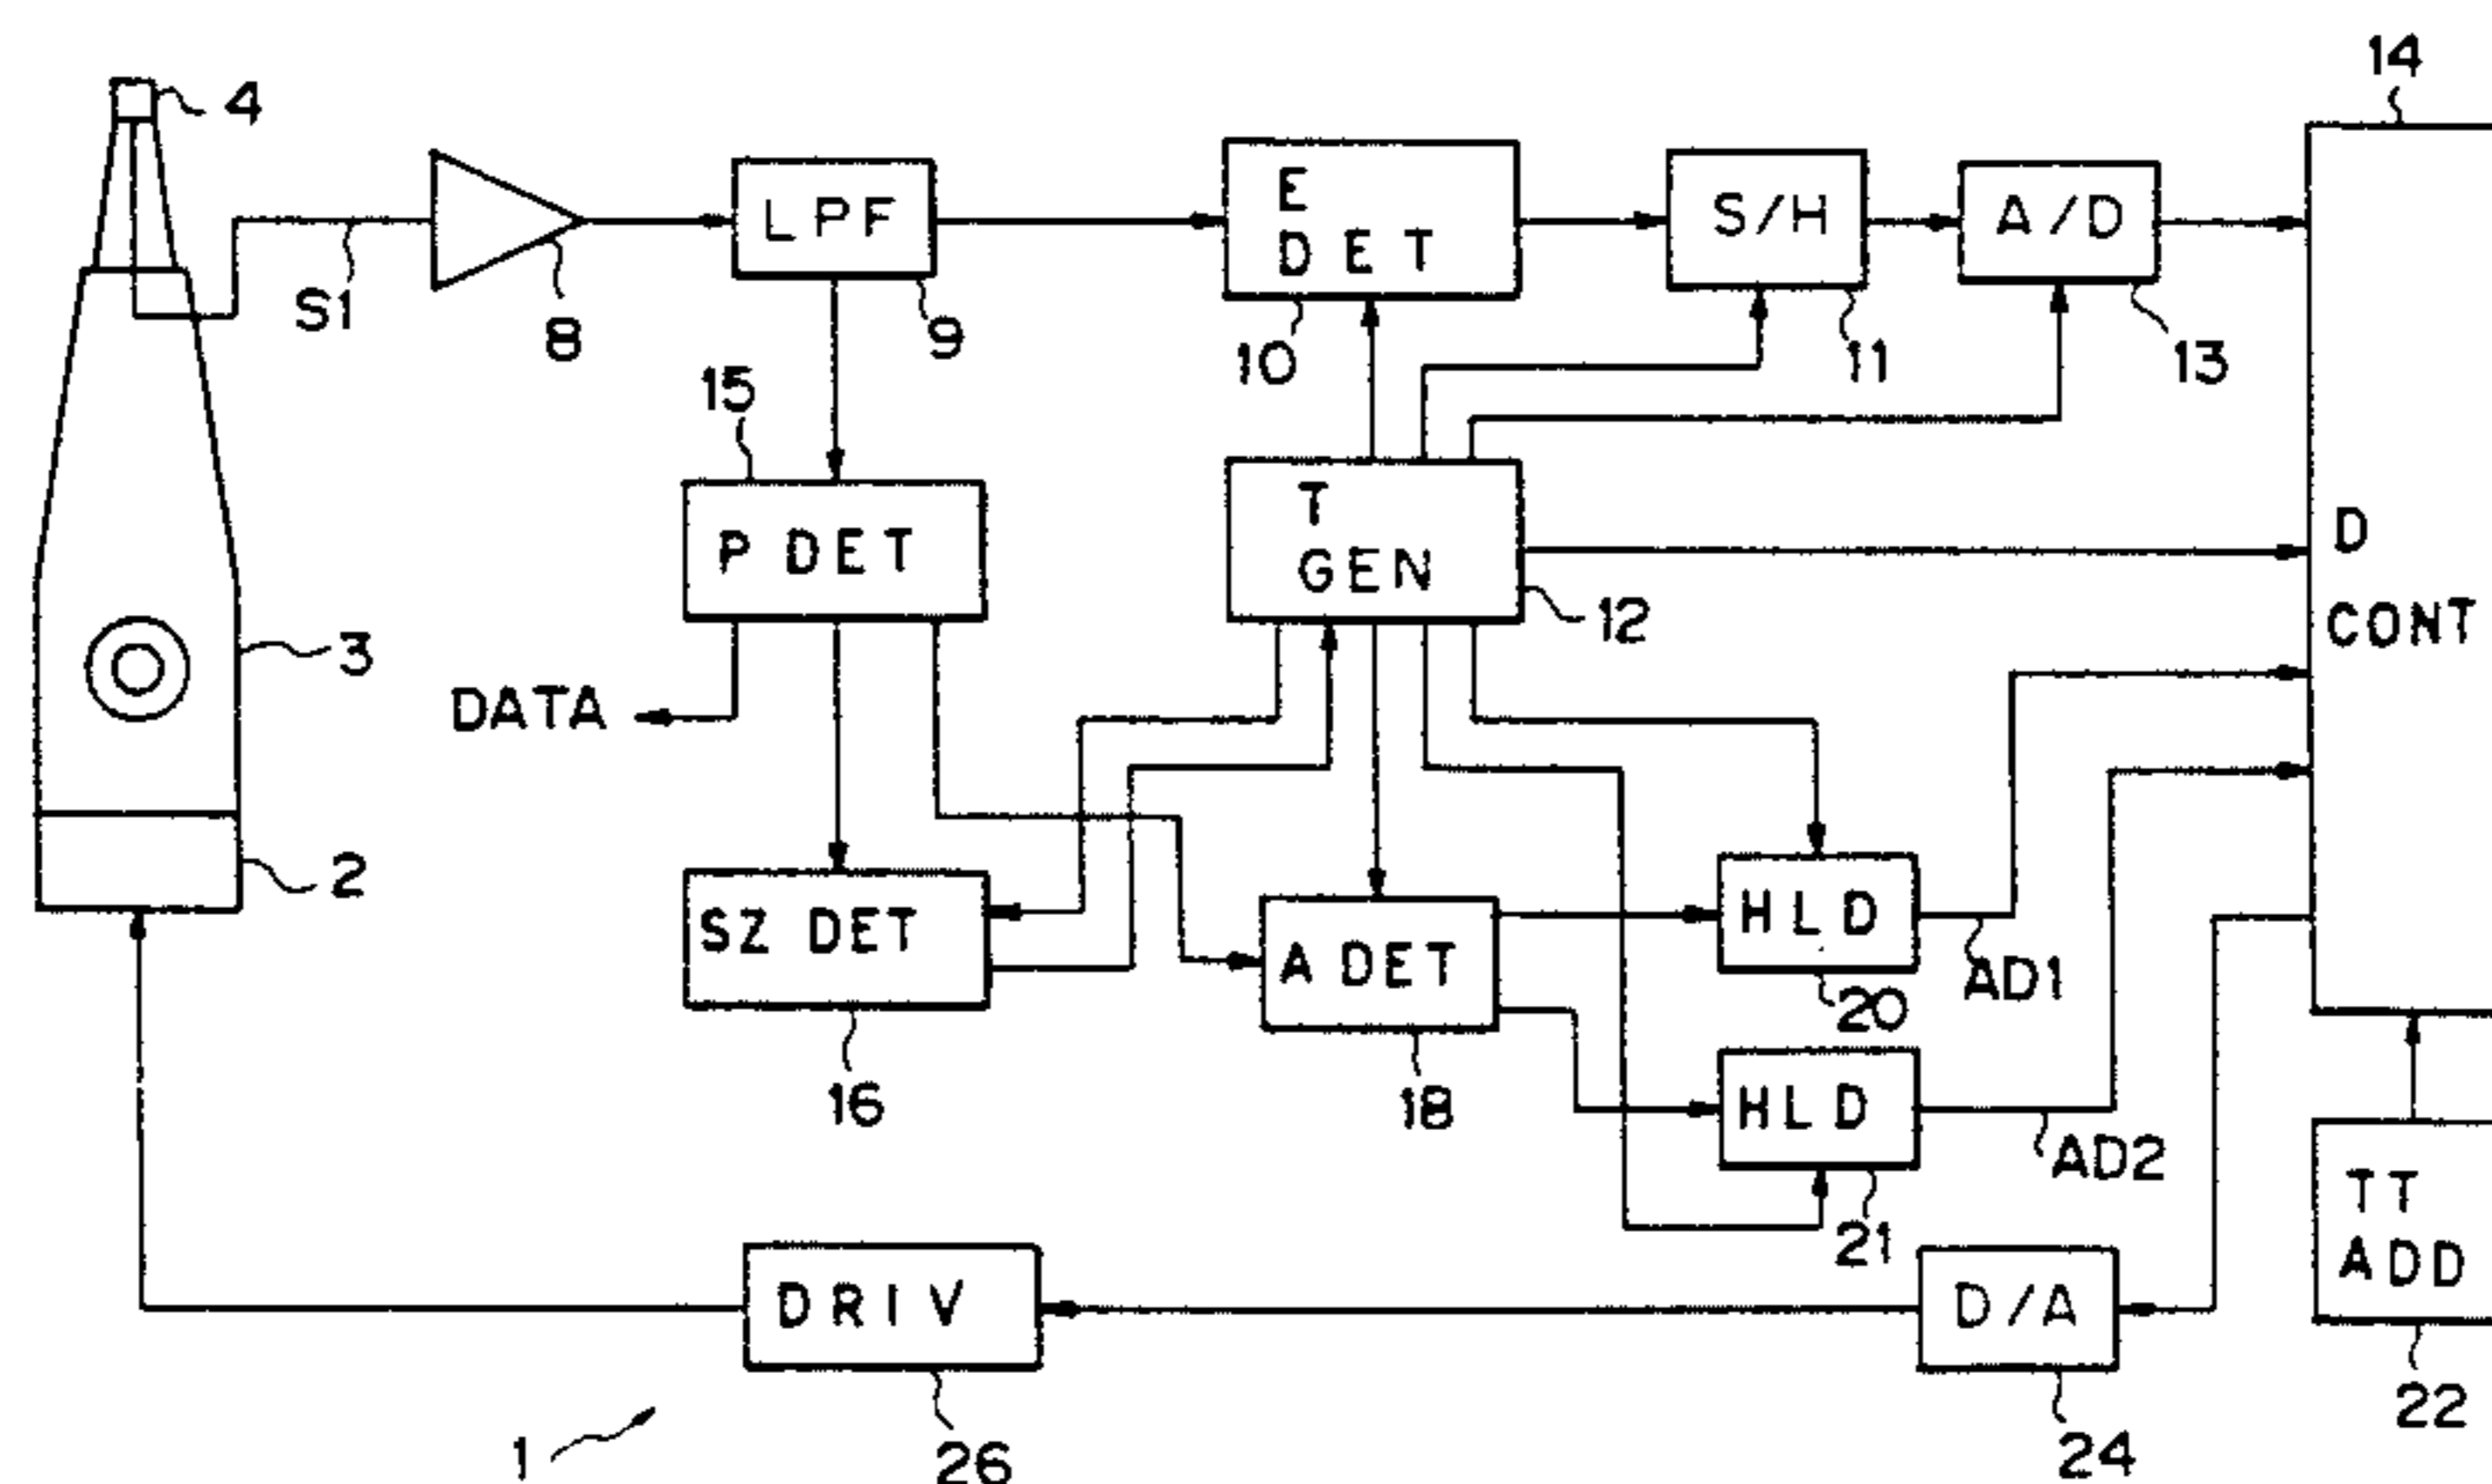 14
4
LPF
E
DET
S/H
A/D
S1
8
9
10
11
13
15
P DET
T
GEN
12
D
CONT
3
DATA
2
SZ DET
A DET
HLD
AD1
20
16
18
HLD
AD2
21
TT
ADD
DRIV
D/A
22
1
26
24